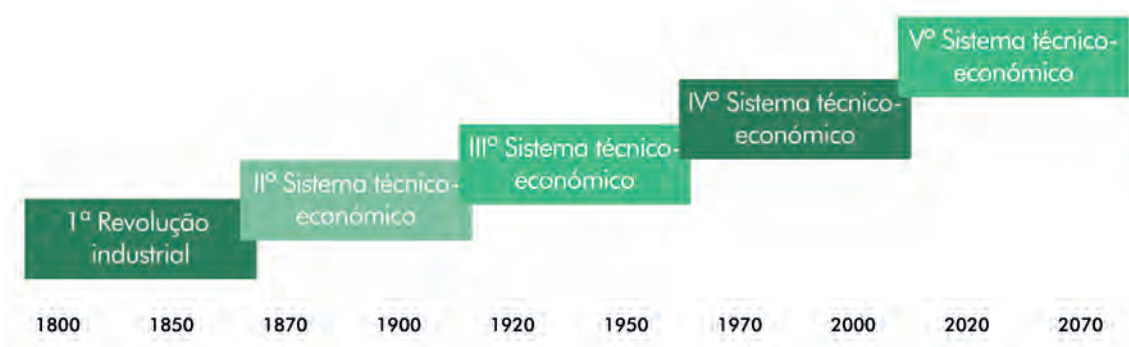 Vº Sistema técnico-
económico
IVº Sistema técnico-
económico
IIIº Sistema técnico-
económico
IIº Sistema técnico-
económico
1ª Revolução
industrial
1800 1850 1870 1900 1920 1950 1970 2000 2020 2070